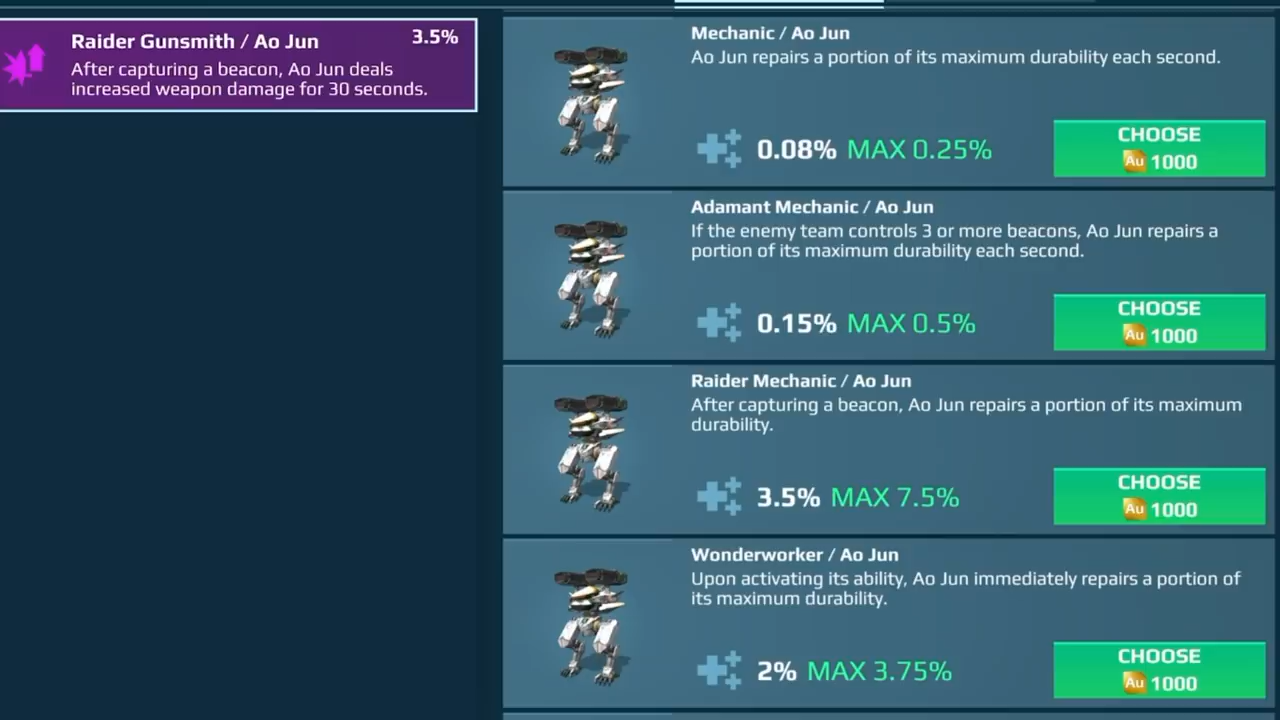 Raider Gunsmith / Ao Jun 3.5%
After capturing a beacon, Ao Jun deals
increased weapon damage for 30 seconds.
Mechanic / Ao Jun
Ao Jun repairs a portion of its maximum durability each second.
0.08% MAX 0.25%
CHOOSE
Au 1000
Adamant Mechanic / Ao Jun
If the enemy team controls 3 or more beacons, Ao Jun repairs a
portion of its maximum durability each second.
0.15% MAX 0.5%
CHOOSE
Au 1000
Raider Mechanic / Ao Jun
After capturing a beacon, Ao Jun repairs a portion of its maximum
durability.
3.5% MAX 7.5%
CHOOSE
Au 1000
Wonderworker / Ao Jun
Upon activating its ability, Ao Jun immediately repairs a portion of
its maximum durability.
2% MAX 3.75%
CHOOSE
Au 1000